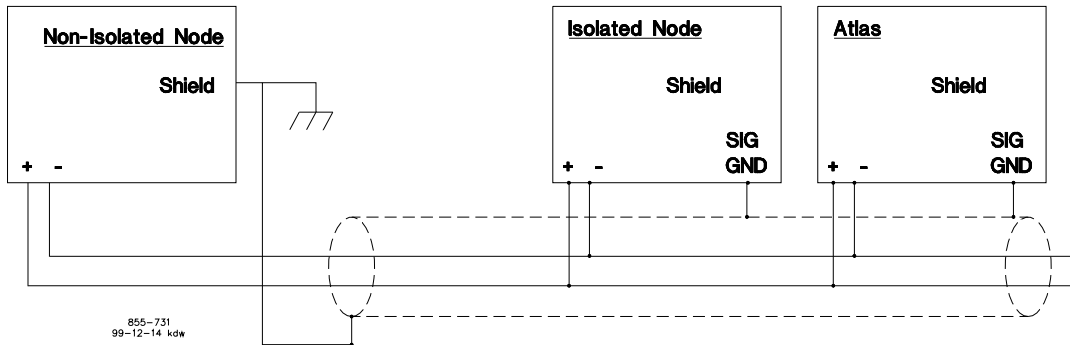 Non-Isolated Node
Shield
+ -
Isolated Node
Shield
SIG
+ - GND
Atlas
Shield
SIG
+ - GND
855-731
99-12-14 kdw